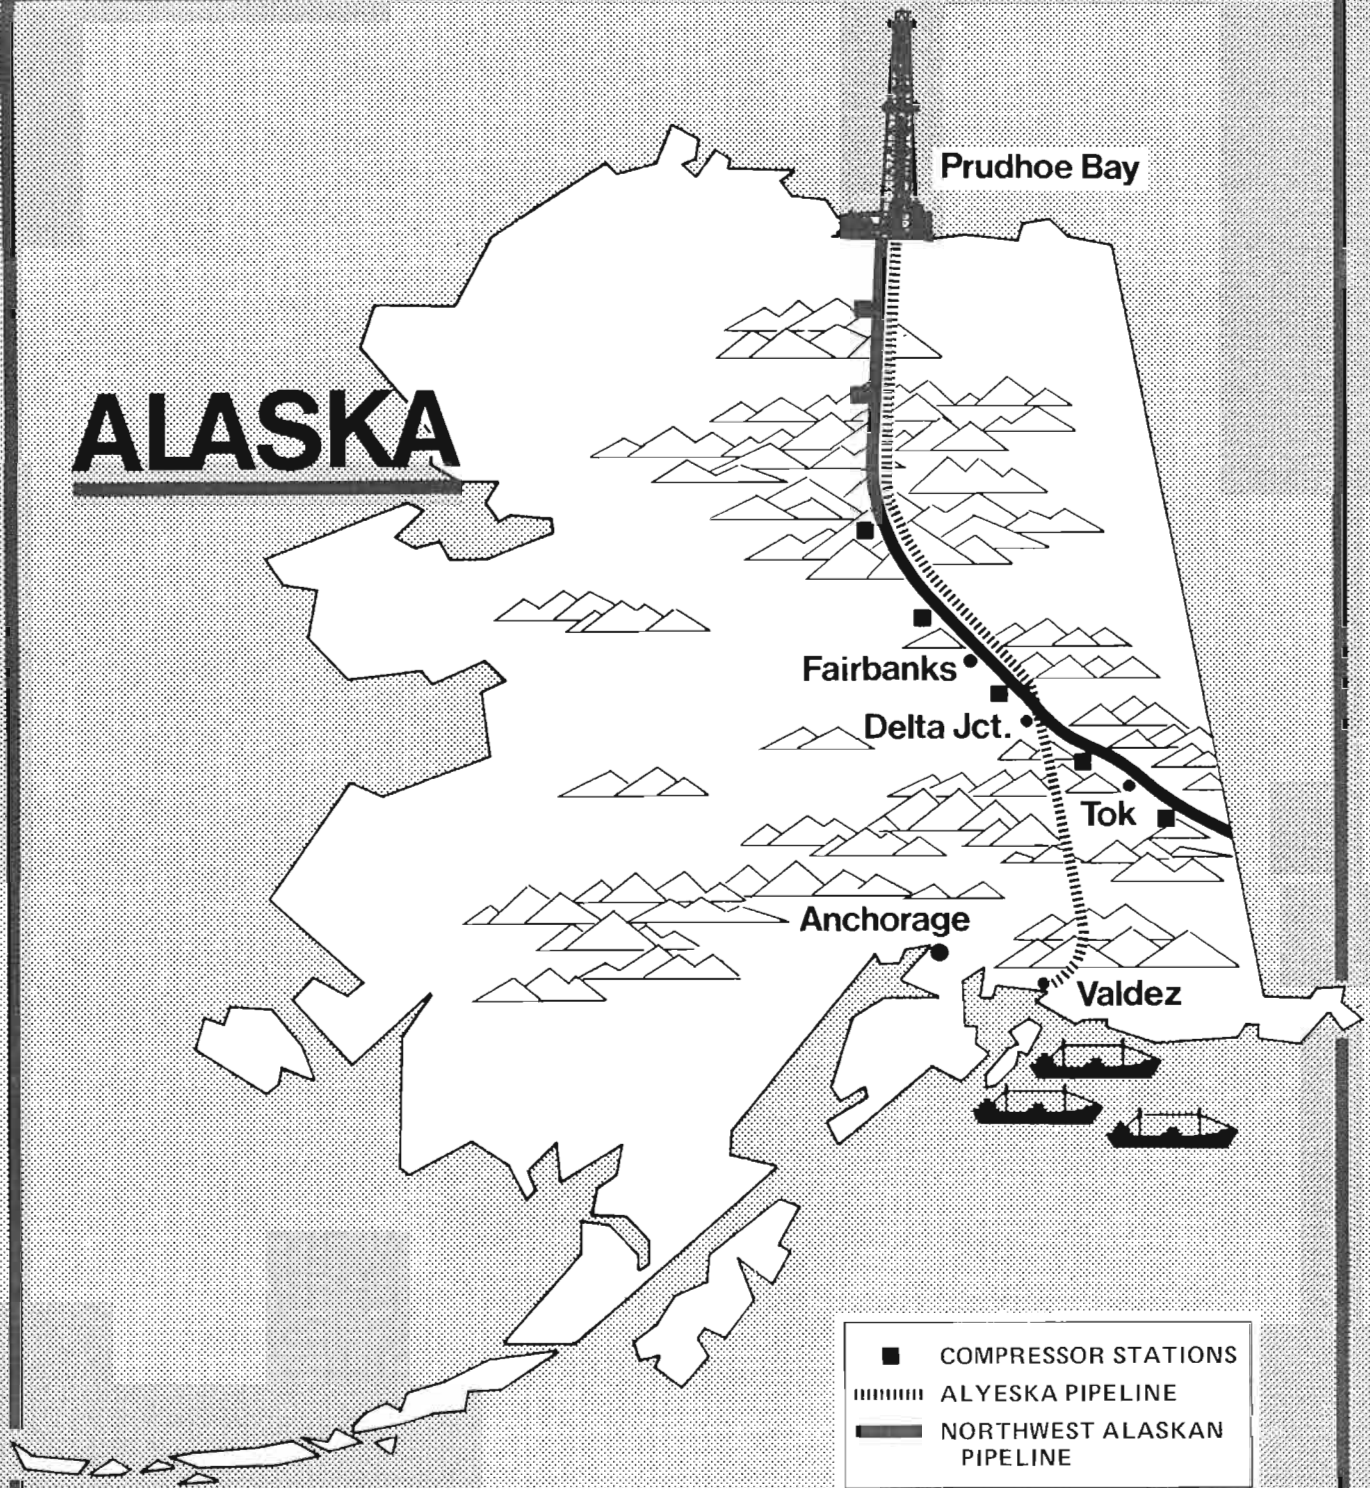 Prudhoe Bay
ALASKA
Fairbanks
Delta Jct.
Tok
Anchorage
Valdez
COMPRESSOR STATIONS
ALYESKA PIPELINE
NORTHWEST ALASKAN
PIPELINE